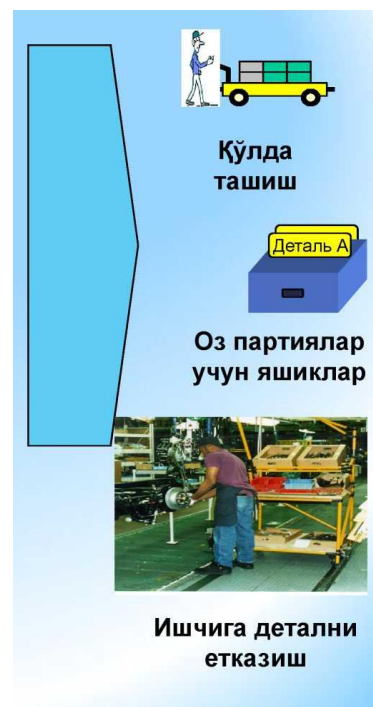 Қўлда
ташиш
Деталь А
Оз партиялар
учун яшиклар
Ишчига детални
етказиш